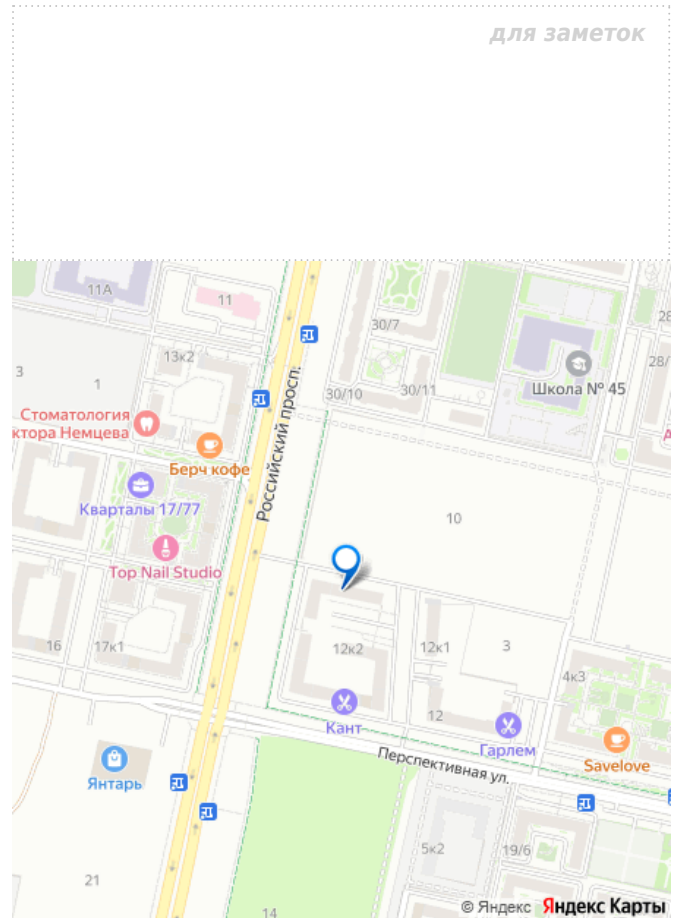 для заметок
11А
11
30/7
28
28/
13к2
3
1
Школа № 45
30/10
30/11
Стоматология
ктора Немцева
Российский просп.
А
Берч кофе
Кварталы 17/77
10
Top Nail Studio
16
17к1
12к2
12к1
3
4к3
12
Кант
Гарлем
Savelove
Перспективная ул.
Янтарь
5к2
19/6
21
14
© Яндекс Яндекс Карты